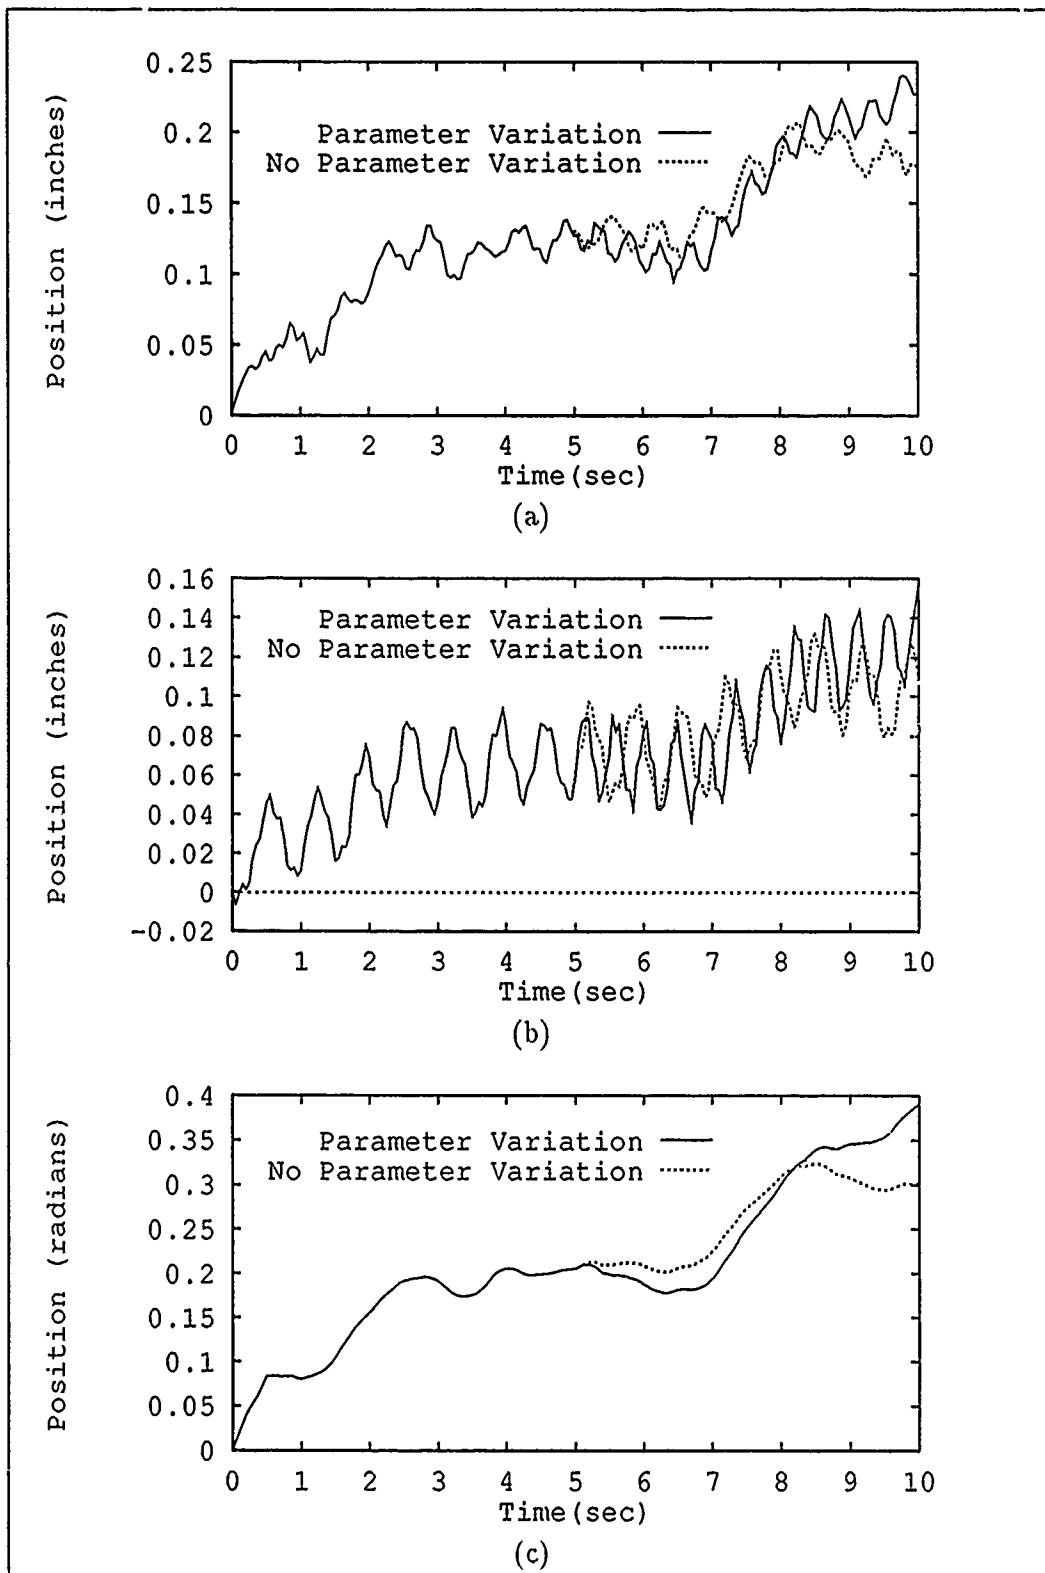 Position (inches)
0.25
0.2
0.15
0.1
0.05
0
Parameter Variation
No Parameter Variation
0 1 2 3 4 5 6 7 8 9 10
Time(sec)
(a)
Position (inches)
0.16
0.14
0.12
0.1
0.08
0.06
0.04
0.02
0
-0.02
Parameter Variation
No Parameter Variation
0 1 2 3 4 5 6 7 8 9 10
Time(sec)
(b)
Position (radians)
0.4
0.35
0.3
0.25
0.2
0.15
0.1
0.05
0
Parameter Variation
No Parameter Variation
0 1 2 3 4 5 6 7 8 9 10
Time(sec)
(c)